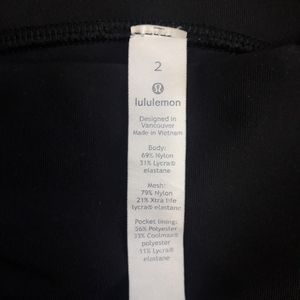 2
lululemon
Designed in
Vancouver
Made in Vietnam
Body:
69% Nylon
31% Lycra®
elastane
Mesh:
79% Nylon
21% Xtra life
lycra® elastane
Pocket lining:
56% Polyester
33% Coolmax®
polyester
11% Lycra®
elastane